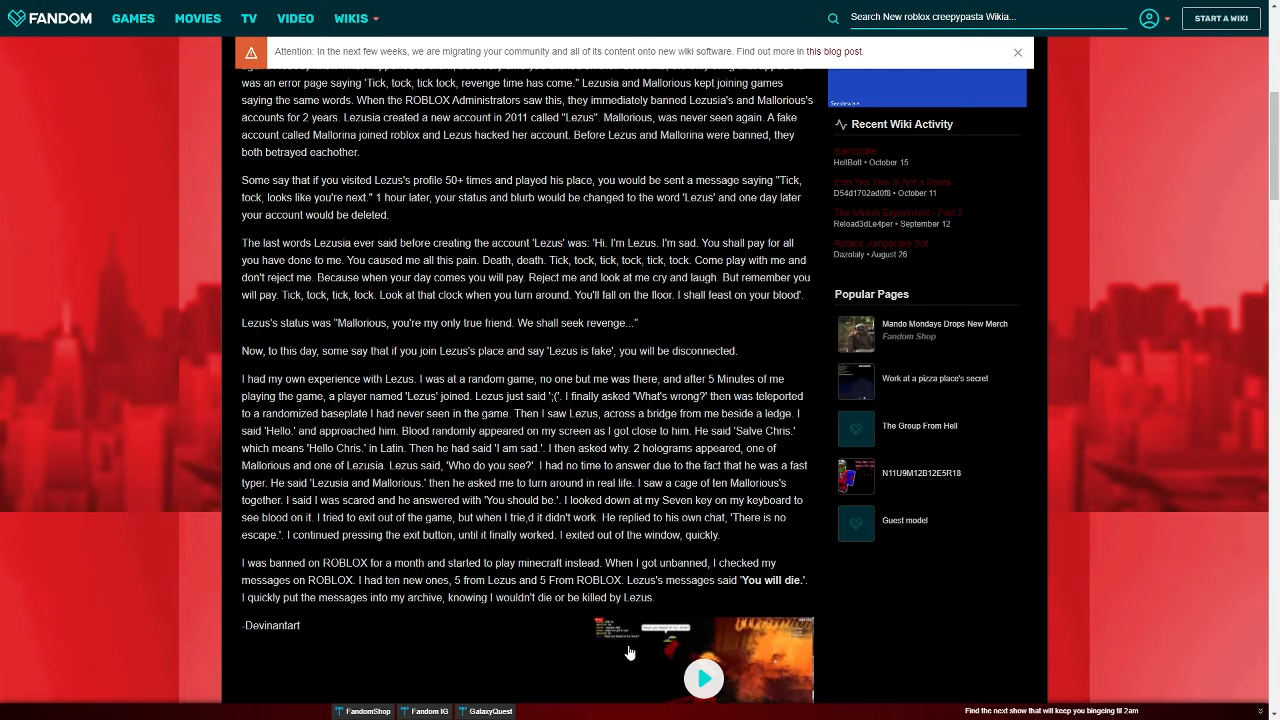 FANDOM GAMES MOVIES TV VIDEO WIKIS Search New roblox creepypasta Wikia... START A WIKI
Attention: In the next few weeks, we are migrating your community and all of its content onto new wiki software. Find out more in this blog post.
was an error page saying 'Tick, tock, tick tock, revenge time has come." Lezusia and Mallorious kept joining games
saying the same words. When the ROBLOX Administrators saw this, they immediately banned Lezusia's and Mallorious's
accounts for 2 years. Lezusia created a new account in 2011 called "Lezus". Mallorious, was never seen again. A fake
account called Mallorina joined roblox and Lezus hacked her account. Before Lezus and Mallorina were banned, they
both betrayed eachother.
Some say that if you visited Lezus's profile 50+ times and played his place, you would be sent a message saying "Tick,
tock, looks like you're next." 1 hour later, your status and blurb would be changed to the word 'Lezus' and one day later
your account would be deleted.
The last words Lezusia ever said before creating the account 'Lezus' was: 'Hi. I'm Lezus. I'm sad. You shall pay for all
you have done to me. You caused me all this pain. Death, death. Tick, tock, tick, tock, tick, tock. Come play with me and
don't reject me. Because when your day comes you will pay. Reject me and look at me cry and laugh. But remember you
will pay. Tick, tock, tick, tock. Look at that clock when you turn around. You'll fall on the floor. I shall feast on your blood'.
Lezus's status was "Mallorious, you're my only true friend. We shall seek revenge..."
Now, to this day, some say that if you join Lezus's place and say 'Lezus is fake', you will be disconnected.
I had my own experience with Lezus. I was at a random game, no one but me was there, and after 5 Minutes of me
playing the game, a player named 'Lezus' joined. Lezus just said ';('. I finally asked 'What's wrong?' then was teleported
to a randomized baseplate I had never seen in the game. Then I saw Lezus, across a bridge from me beside a ledge. I
said 'Hello.' and approached him. Blood randomly appeared on my screen as I got close to him. He said 'Salve Chris.'
which means 'Hello Chris.' in Latin. Then he had said 'I am sad.'. I then asked why. 2 holograms appeared, one of
Mallorious and one of Lezusia. Lezus said, 'Who do you see?'. I had no time to answer due to the fact that he was a fast
typer. He said 'Lezusia and Mallorious.' then he asked me to turn around in real life. I saw a cage of ten Mallorious's
together. I said I was scared and he answered with 'You should be.'. I looked down at my Seven key on my keyboard to
see blood on it. I tried to exit out of the game, but when I trie,d it didn't work. He replied to his own chat, 'There is no
escape.'. I continued pressing the exit button, until it finally worked. I exited out of the window, quickly.
I was banned on ROBLOX for a month and started to play minecraft instead. When I got unbanned, I checked my
messages on ROBLOX. I had ten new ones, 5 from Lezus and 5 From ROBLOX. Lezus's messages said 'You will die.'.
I quickly put the messages into my archive, knowing I wouldn't die or be killed by Lezus.
-Devinantart
Recent Wiki Activity
HellBott • October 15
D54d1702ad0f8 • October 11
The Minion Experiment - Part 2
Reload3dLe4per • September 12
Roblox Jumpscare Bot
Dazolaly • August 26
Popular Pages
Mando Mondays Drops New Merch
Fandom Shop
Work at a pizza place's secret
The Group From Hell
N11U9M12B12E5R18
Guest model
FandomShop Fandom IG GalaxyQuest Find the next show that will keep you bingeing til 2am